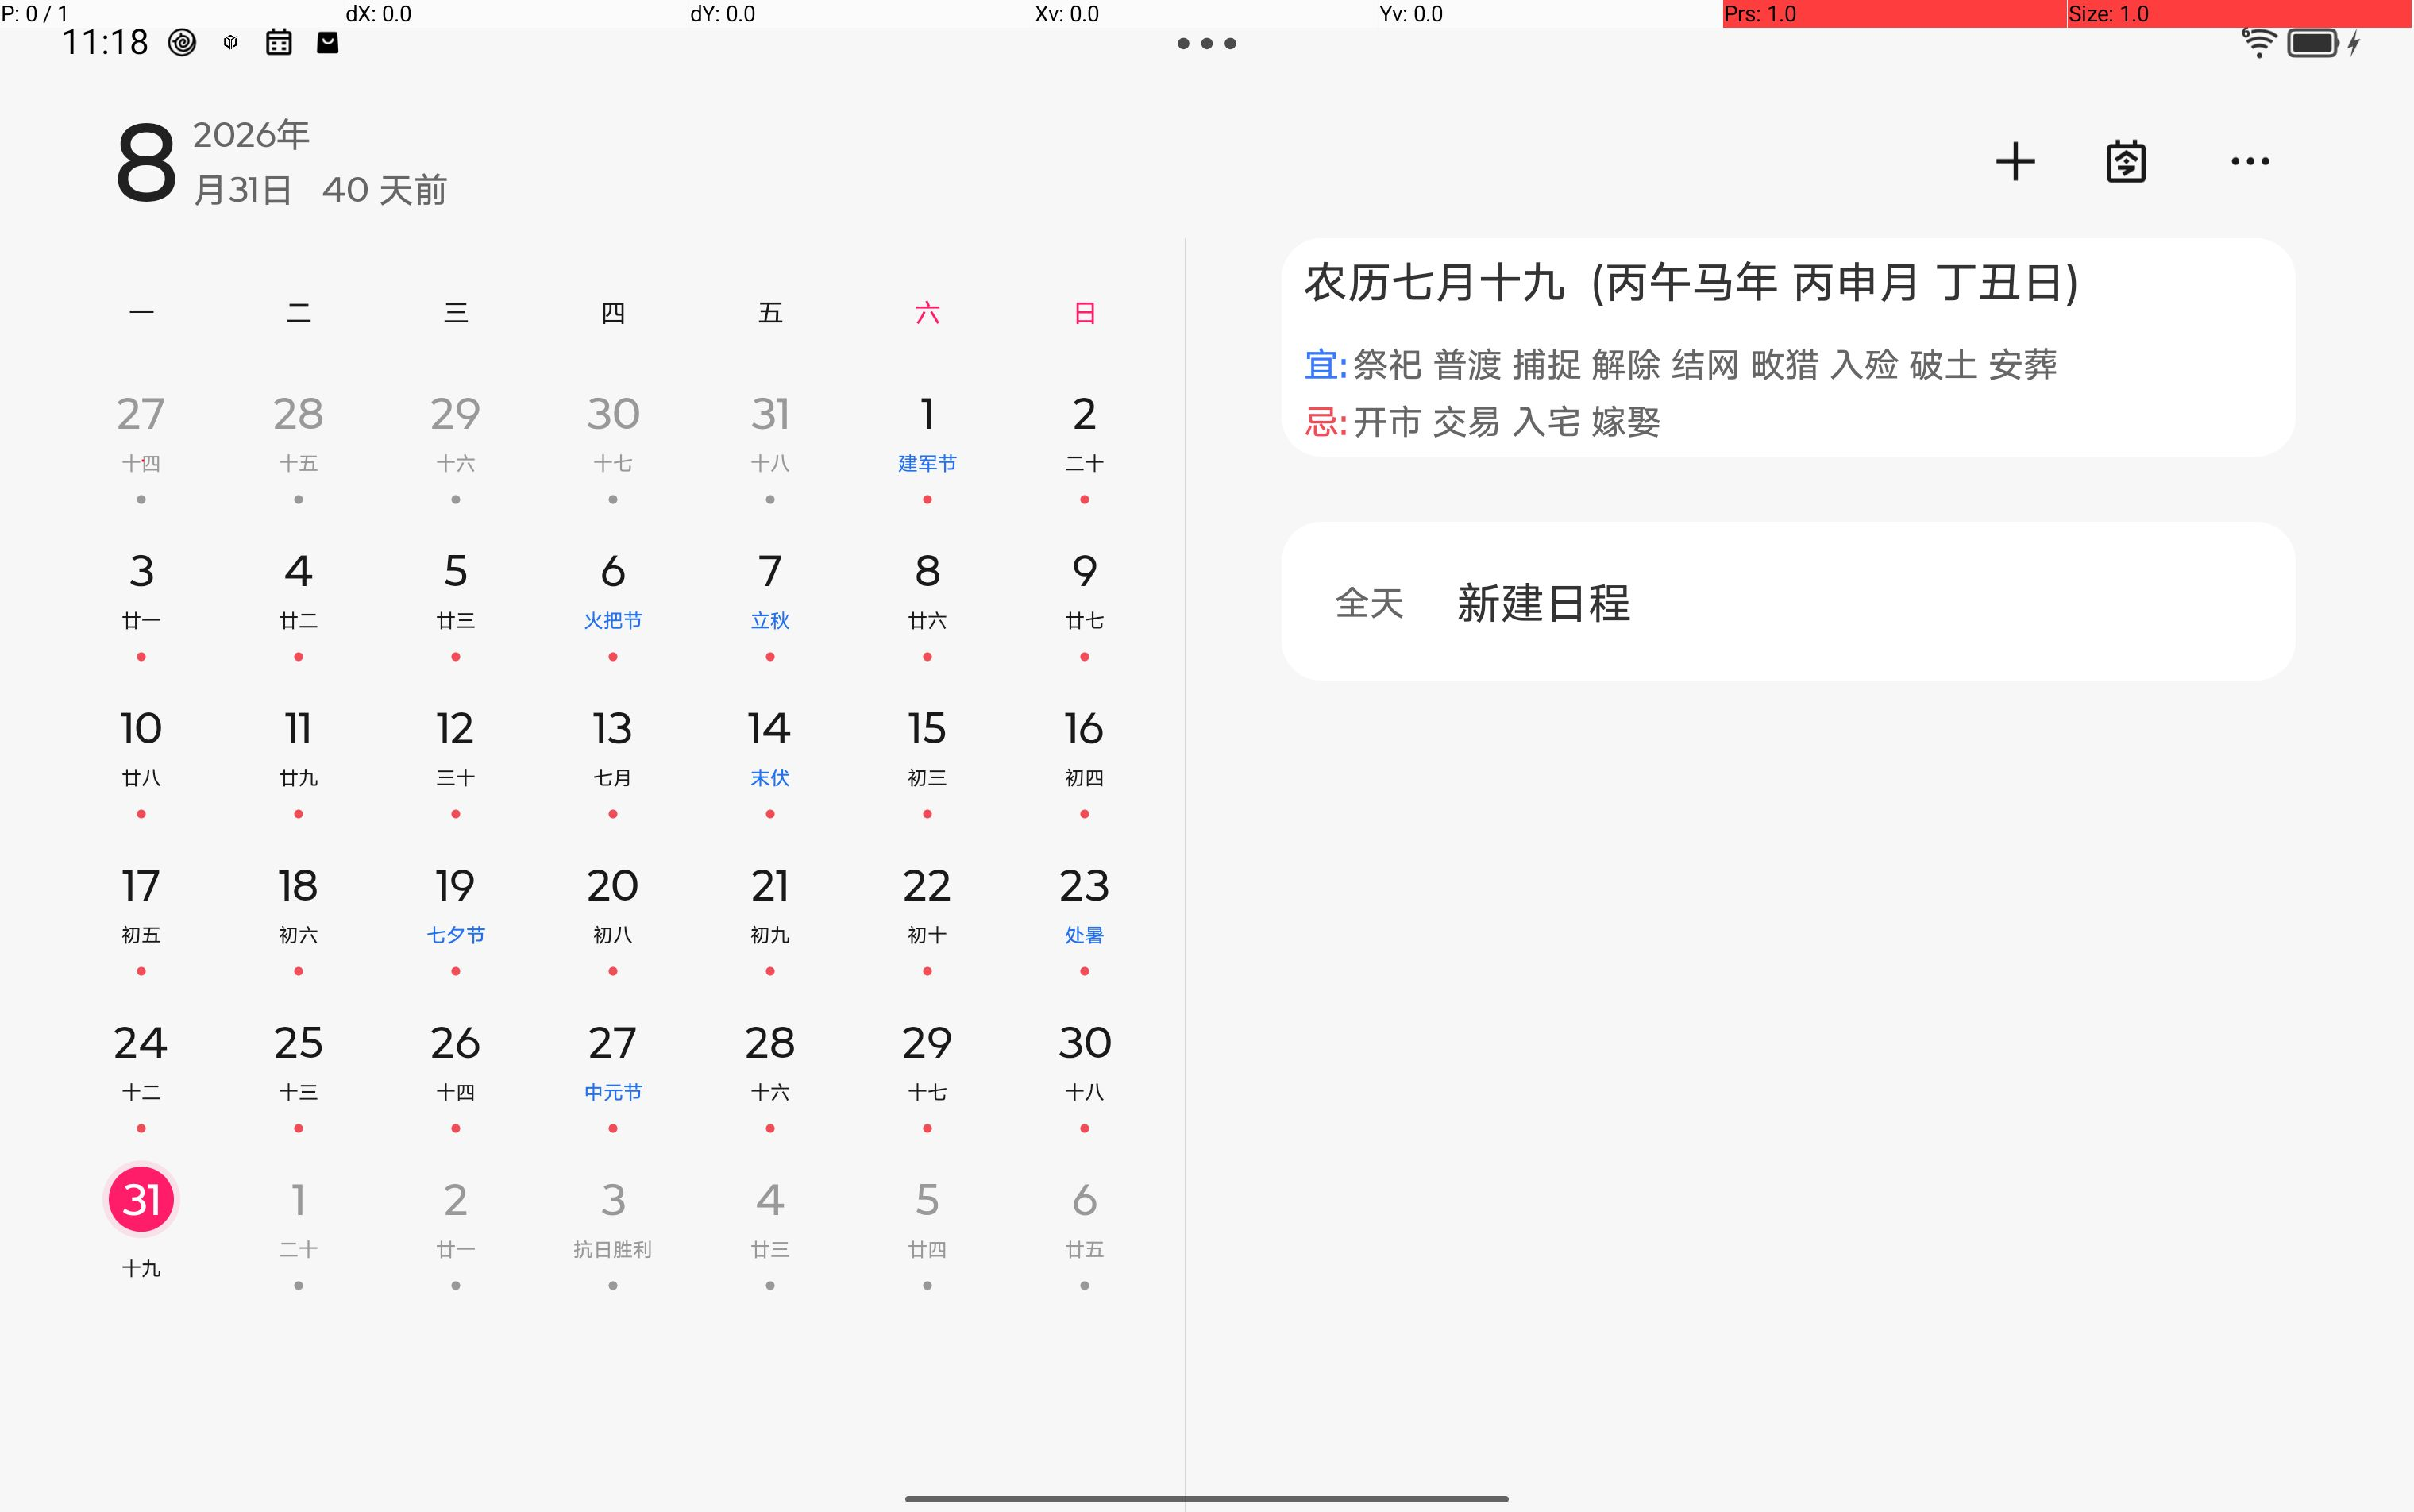 P: 0 / 1 dX: 0.0 dY: 0.0 Xv: 0.0 Yv: 0.0 Prs: 1.0 Size: 1.0
11:18
8 2026年
月31日 40 天前
一 二 三 四 五 六 日
27 28 29 30 31 1 2
十四 十五 十六 十七 十八 建军节 二十
3 4 5 6 7 8 9
廿一 廿二 廿三 火把节 立秋 廿六 廿七
10 11 12 13 14 15 16
廿八 廿九 三十 七月 末伏 初三 初四
17 18 19 20 21 22 23
初五 初六 七夕节 初八 初九 初十 处暑
24 25 26 27 28 29 30
十二 十三 十四 中元节 十六 十七 十八
31 1 2 3 4 5 6
十九 二十 廿一 抗日胜利 廿三 廿四 廿五
今
农历七月十九 (丙午马年 丙申月 丁丑日)
宜: 祭祀 普渡 捕捉 解除 结网 畋猎 入殓 破土 安葬
忌: 开市 交易 入宅 嫁娶
全天 新建日程